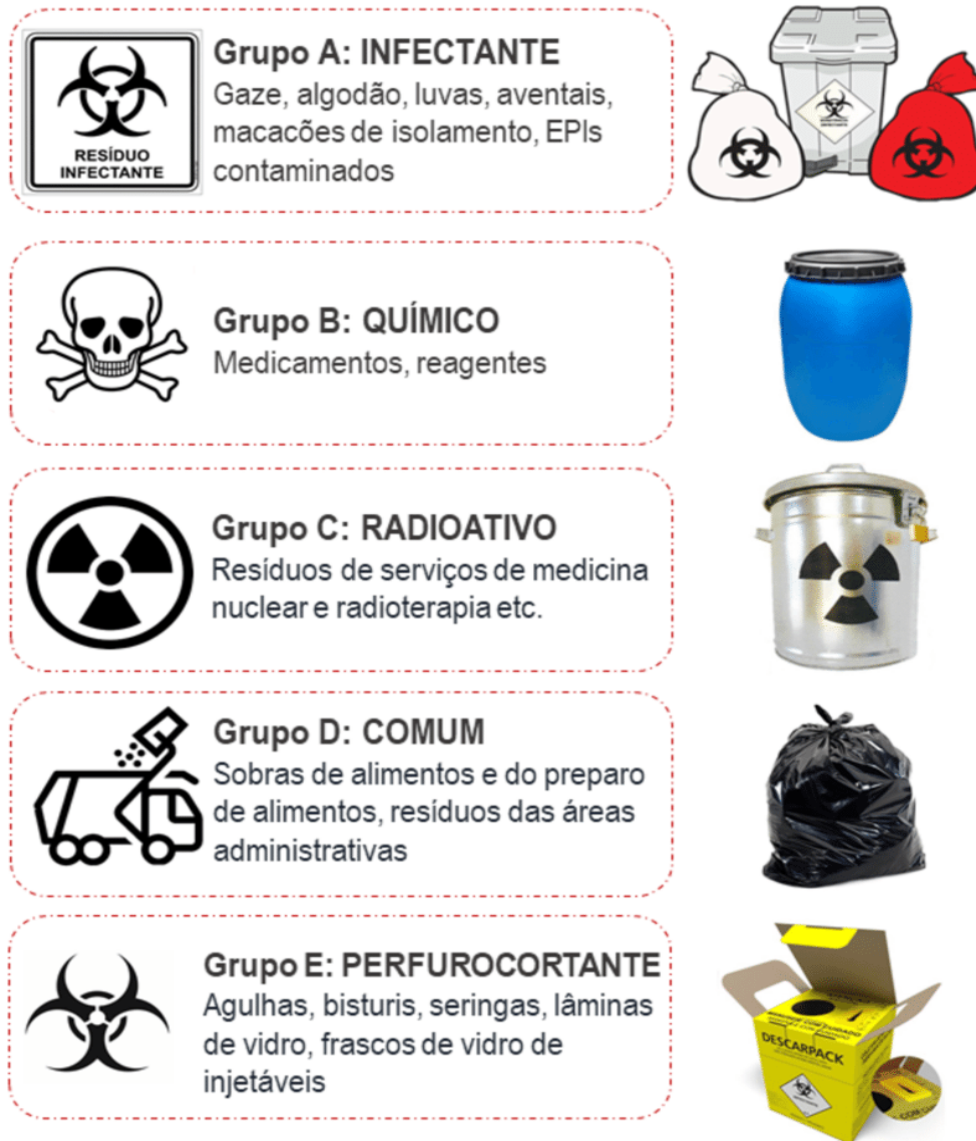 Grupo A: INFECTANTE
Gaze, algodão, luvas, aventais,
macacões de isolamento, EPIs
contaminados
RESÍDUO
INFECTANTE
Grupo B: QUÍMICO
Medicamentos, reagentes
Grupo C: RADIOATIVO
Resíduos de serviços de medicina
nuclear e radioterapia etc.
Grupo D: COMUM
Sobras de alimentos e do preparo
de alimentos, resíduos das áreas
administrativas
Grupo E: PERFUROCORTANTE
Agulhas, bisturis, seringas, lâminas
de vidro, frascos de vidro de
injetáveis
DESCARPACK